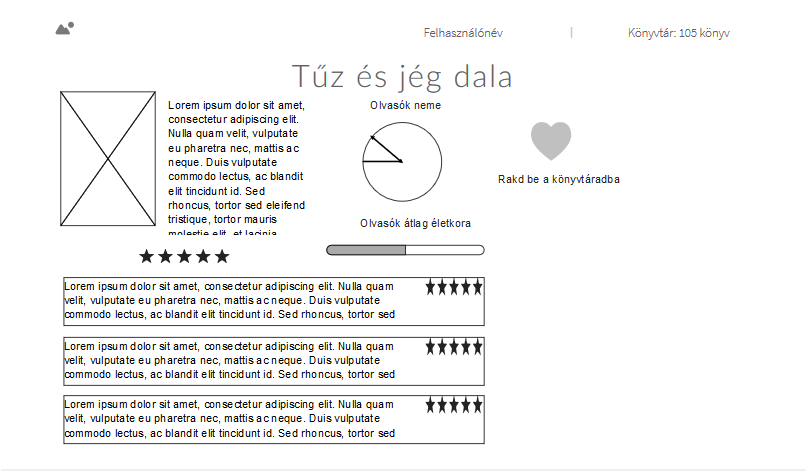 Felhasználónév | Könyvtár: 105 könyv
Tűz és jég dala
Lorem ipsum dolor sit amet,
consectetur adipiscing elit.
Nulla quam velit, vulputate
eu pharetra nec, mattis ac
neque. Duis vulputate
commodo lectus, ac blandit
elit tincidunt id. Sed
rhoncus, tortor sed eleifend
tristique, tortor mauris
molestie elit, et lacinia
Olvasók neme
Olvasók átlag életkora
Rakd be a könyvtáradba
Lorem ipsum dolor sit amet, consectetur adipiscing elit. Nulla quam
velit, vulputate eu pharetra nec, mattis ac neque. Duis vulputate
commodo lectus, ac blandit elit tincidunt id. Sed rhoncus, tortor sed
Lorem ipsum dolor sit amet, consectetur adipiscing elit. Nulla quam
velit, vulputate eu pharetra nec, mattis ac neque. Duis vulputate
commodo lectus, ac blandit elit tincidunt id. Sed rhoncus, tortor sed
Lorem ipsum dolor sit amet, consectetur adipiscing elit. Nulla quam
velit, vulputate eu pharetra nec, mattis ac neque. Duis vulputate
commodo lectus, ac blandit elit tincidunt id. Sed rhoncus, tortor sed